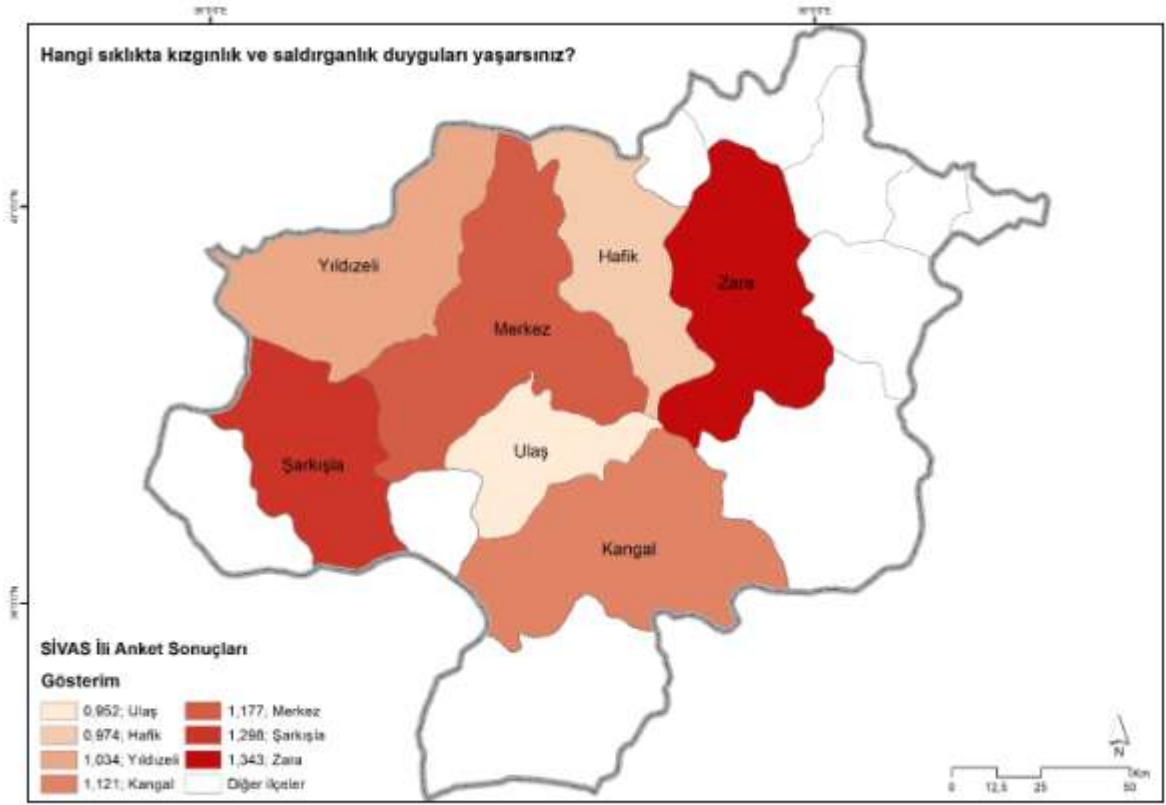 Hangi sıklıkta kızgınlık ve saldırganlık duyguları yaşarsınız?
Yıldızeli
Hafik
Zara
Merkez
Ulaş
Şarkışla
Kangal
SİVAS İli Anket Sonuçları
Gösterim
0,952; Ulaş
0,974; Hafik
1,034; Yıldızeli
1,121; Kangal
1,177; Merkez
1,298; Şarkışla
1,343; Zara
Diğer ilçeler
N
Km
0 12,5 25 50